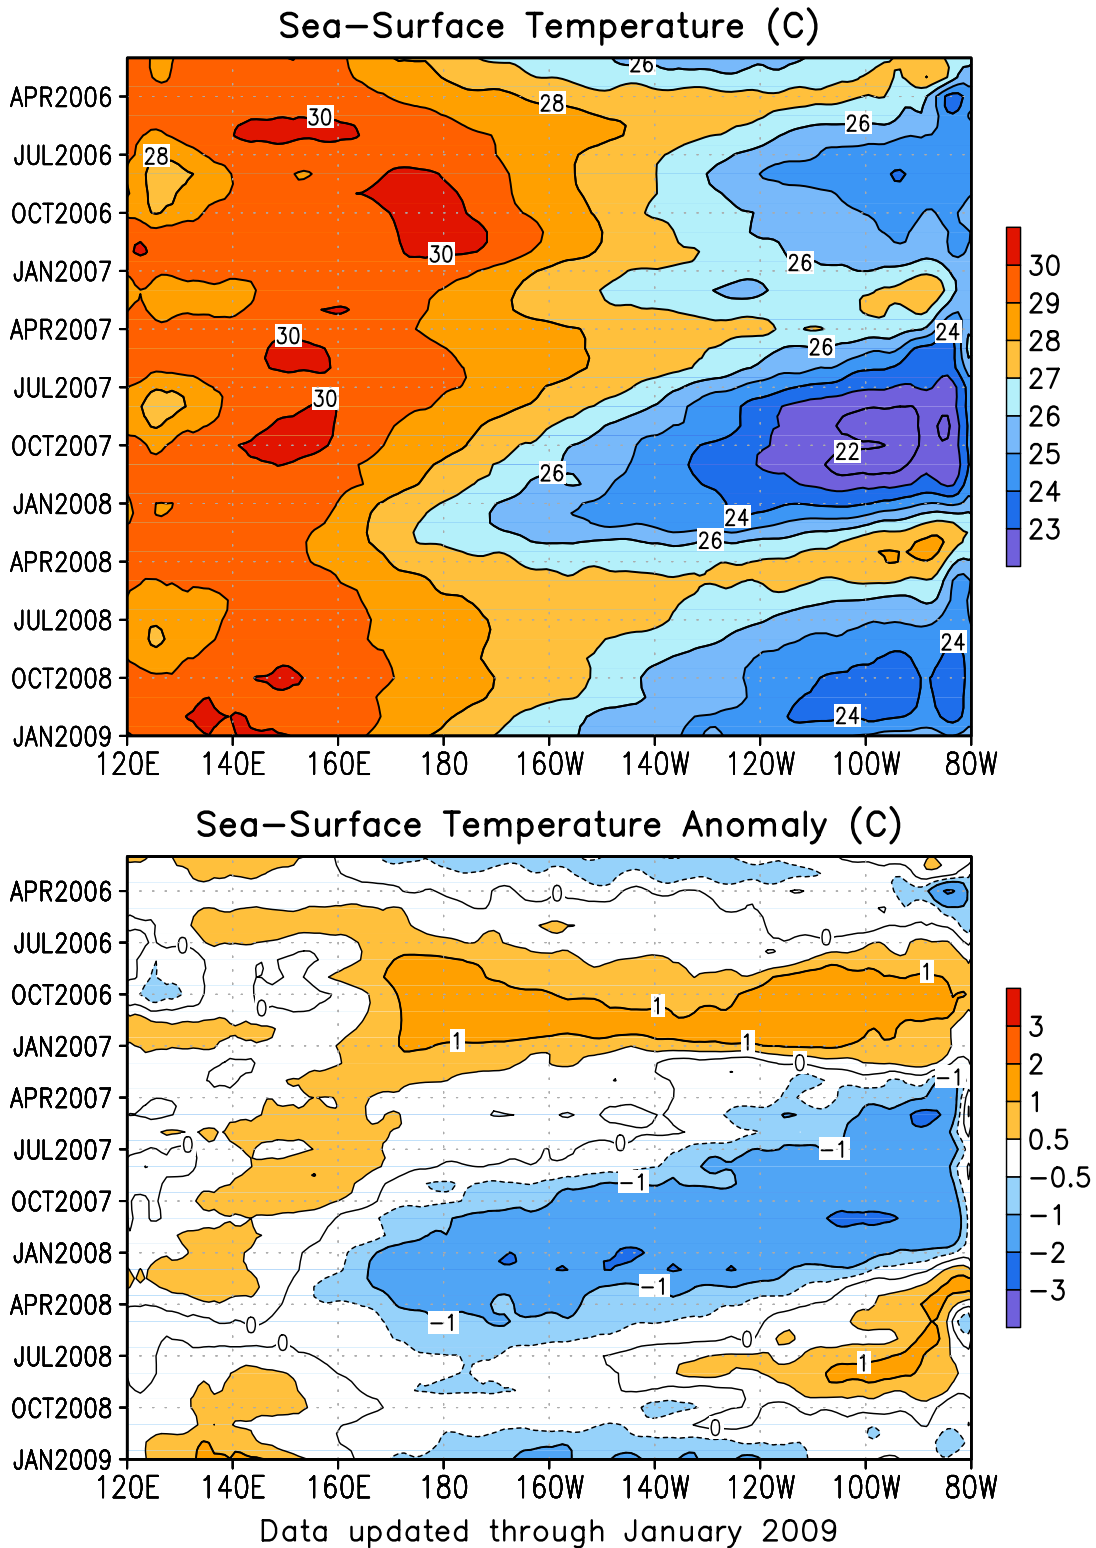 Sea-Surface Temperature (C)
26
APR2006
28
30
26
28
JUL2006
OCT2006
30
26
JAN2007
30
24
APR2007
29
30
26
28
JUL2007
30
27
26
OCT2007
22
25
26
24
JAN2008
24
26
23
APR2008
JUL2008
24
OCT2008
24
JAN2009
120E 140E 160E 180 160W 140W 120W 100W 80W
Sea-Surface Temperature Anomaly (C)
APR2006
0
JUL2006
0
0
1
OCT2006
0
1
3
JAN2007
1
1
0
2
-1
APR2007
1
0.5
JUL2007
0
0
-1
-0.5
-1
OCT2007
-1
JAN2008
-2
-1
-3
APR2008
0
-1
0
0
JUL2008
1
OCT2008
0
JAN2009
120E 140E 160E 180 160W 140W 120W 100W 80W
Data updated through January 2009